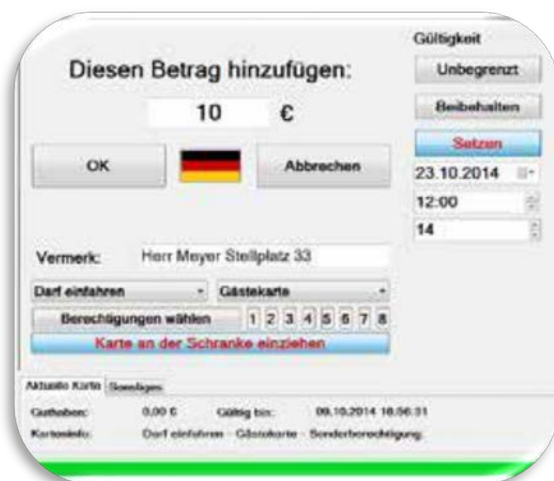 Gültigkeit
Diesen Betrag hinzufügen:
Unbegrenzt
10 €
Beibehalten
Setzen
OK
Abbrechen
23.10.2014
12:00
14
Vermerk: Herr Meyer Stellplatz 33
Darf einfahren
Gästekarte
Berechtigungen wählen 1 2 3 4 5 6 7 8
Karte an der Schranke einziehen
Aktuelle Karte Sonstiges
Guthaben: 0,00 € Gültig bis: 09.10.2014 16:56:31
Karteninfo: Darf einfahren - Gästekarte - Sonderberechtigung: